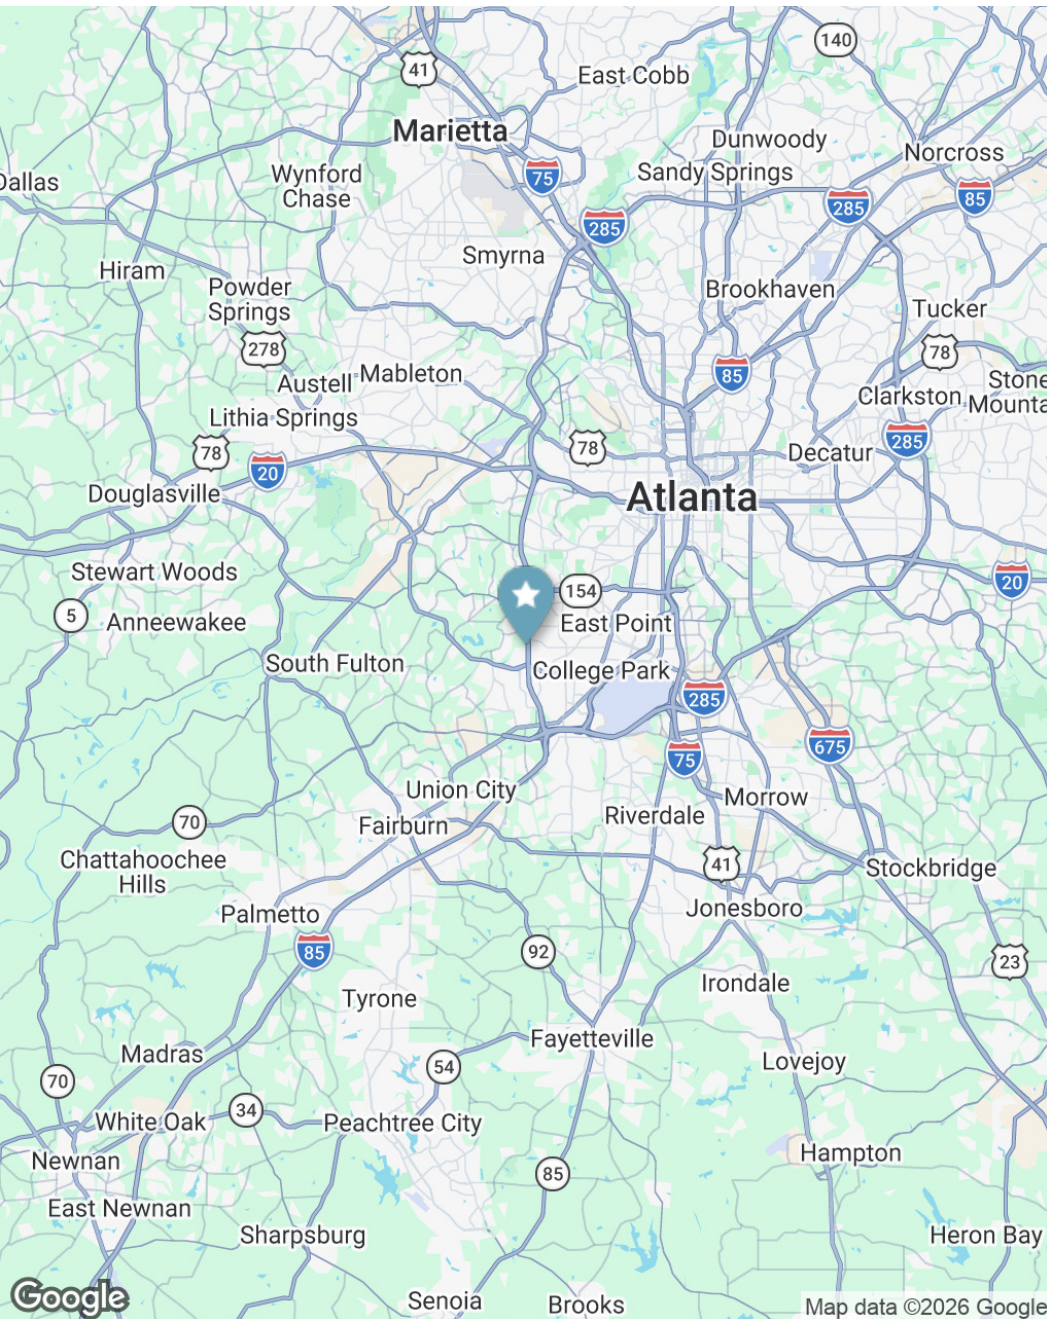 140
41
East Cobb
Marietta
Dunwoody
Norcross
Wynford
Chase
75
Sandy Springs
Dallas
85
285
285
Smyrna
Hiram
Powder
Springs
Brookhaven
Tucker
278
78
Austell
Mableton
85
Stone
Mounta
Clarkston
Lithia Springs
285
78
20
78
Decatur
Douglasville
Atlanta
Stewart Woods
154
20
5
Anneewakee
East Point
South Fulton
College Park
285
675
75
Union City
Morrow
Riverdale
70
Fairburn
Chattahoochee
Hills
41
Stockbridge
Palmetto
Jonesboro
85
92
23
Irondale
Tyrone
Fayetteville
Madras
Lovejoy
70
54
34
White Oak
Peachtree City
Newnan
Hampton
85
East Newnan
Sharpsburg
Heron Bay
Google
Senoia
Brooks
Map data ©2026 Google